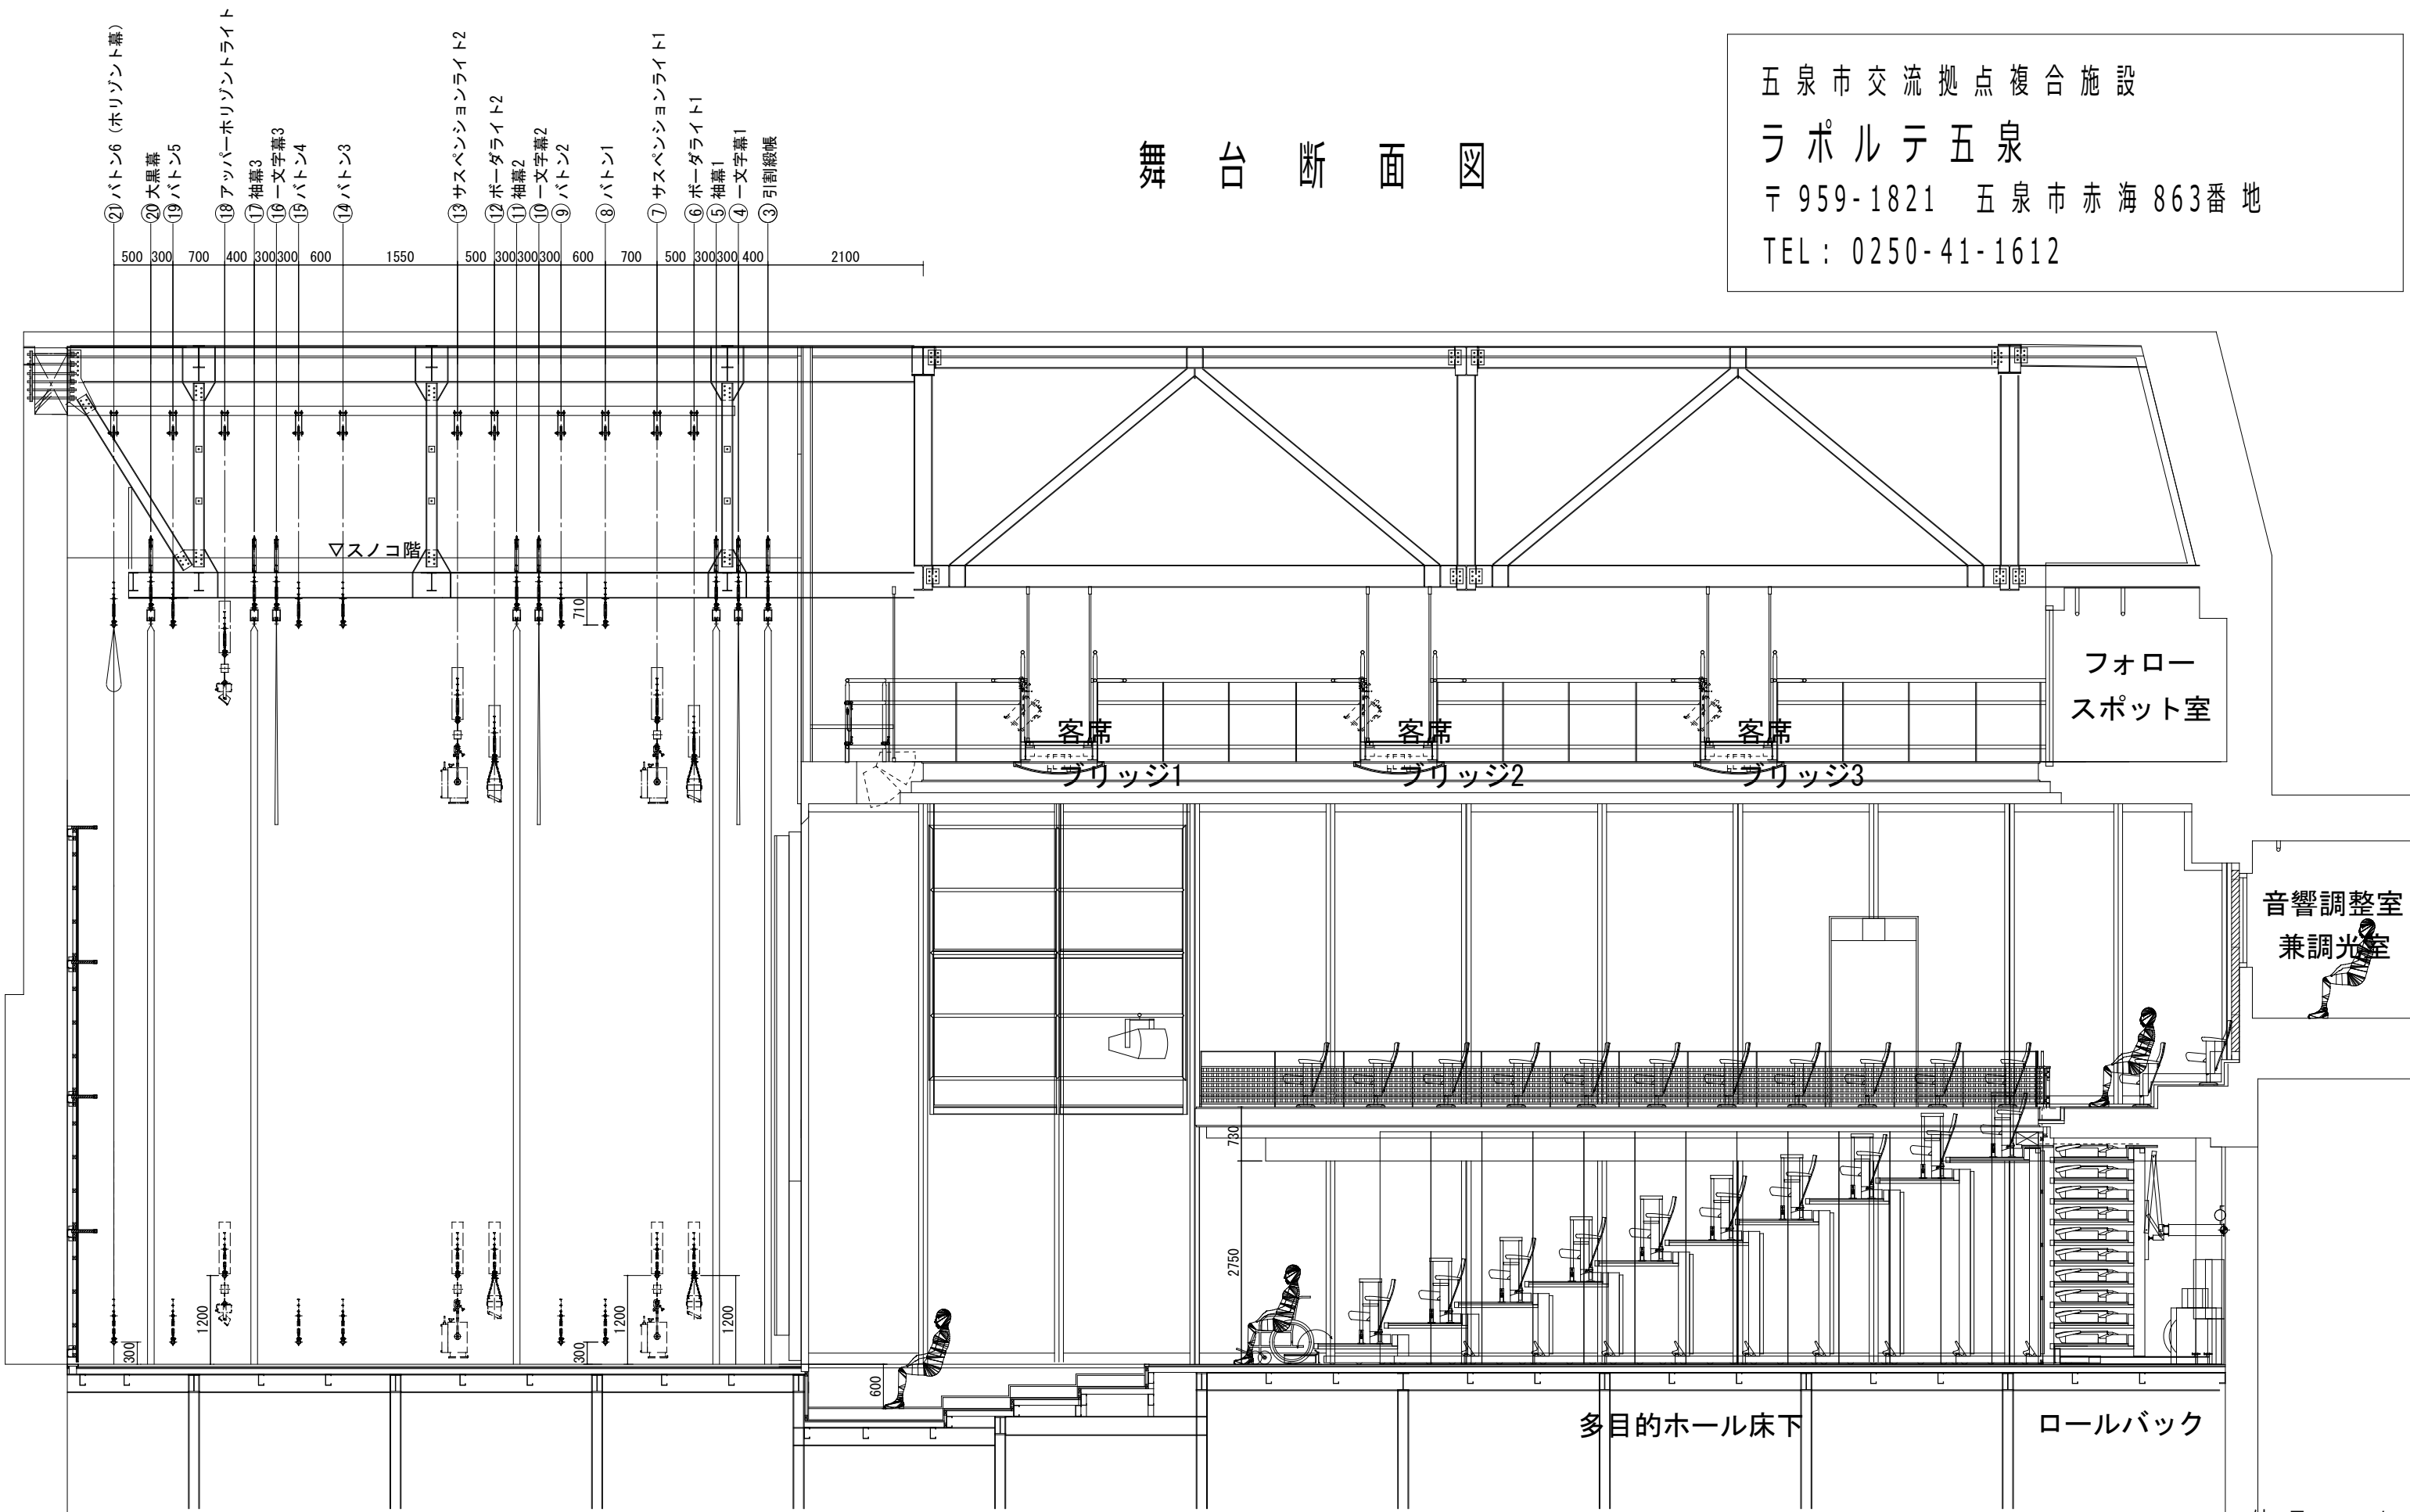 五泉市交流拠点複合施設
ラポルテ五泉
〒959-1821 五泉市赤海863番地
TEL: 0250-41-1612
舞台断面図
㉑バトン6 (ホリゾント幕)
⑳大黒幕
⑲バトン5
⑱アッパーホリゾントライト
⑰袖幕3
⑯一文字幕3
⑮バトン4
⑭バトン3
⑬サスペンションライト2
⑫ボーダライト2
⑪袖幕2
⑩一文字幕2
⑨バトン2
⑧バトン1
⑦サスペンションライト1
⑥ボーダライト1
⑤袖幕1
④一文字幕1
③引割緞帳
500 300 700 400 300 300 600 1550 500 300 300 300 600 700 500 300 300 400 2100
▽スノコ階
710
フォロー
スポット室
客席
ブリッジ1
客席
ブリッジ2
客席
ブリッジ3
音響調整室
兼調光室
730
2750
300
1200
300
1200
1200
600
多目的ホール床下
ロールバック